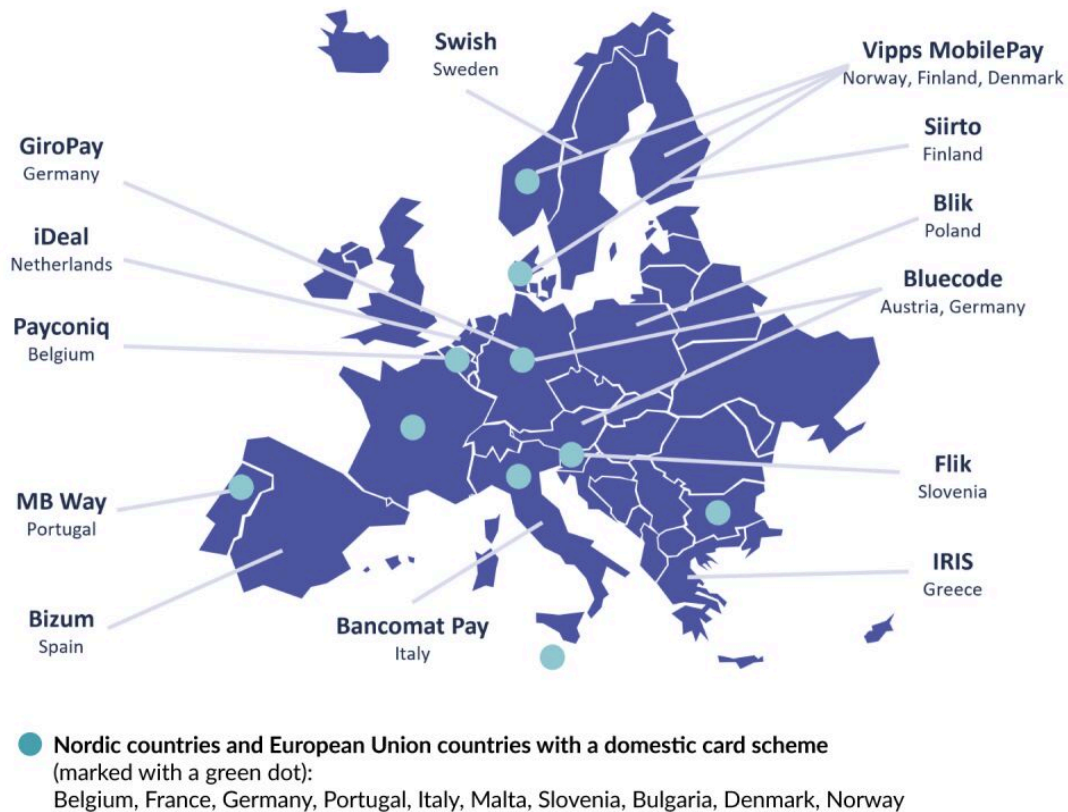 Swish
Sweden
Vipps MobilePay
Norway, Finland, Denmark
GiroPay
Germany
Siirto
Finland
iDeal
Netherlands
Blik
Poland
Payconiq
Belgium
Bluecode
Austria, Germany
MB Way
Portugal
Flik
Slovenia
Bizum
Spain
Bancomat Pay
Italy
IRIS
Greece
Nordic countries and European Union countries with a domestic card scheme
(marked with a green dot):
Belgium, France, Germany, Portugal, Italy, Malta, Slovenia, Bulgaria, Denmark, Norway